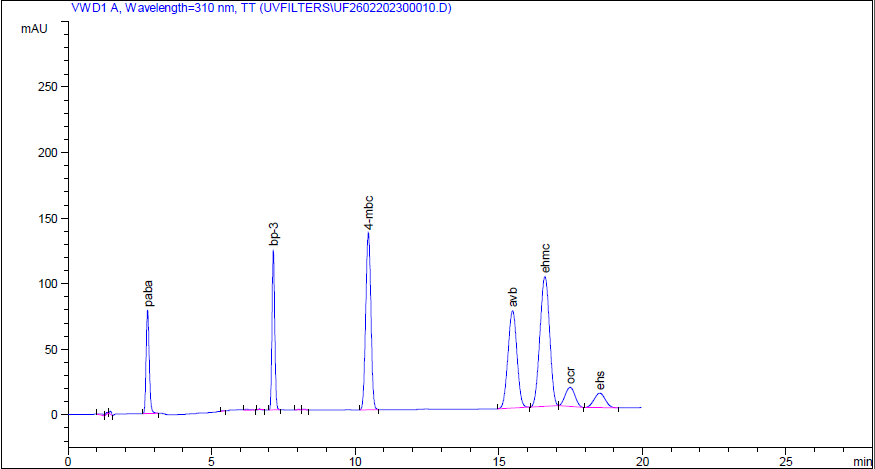 VWD1 A, Wavelength=310 nm, TT (UVFILTERS\UF2602202300010.D)
mAU
250
200
150
100
50
0
paba
bp-3
4-mbc
avb
ehmc
ocr
ehs
0 5 10 15 20 25 min